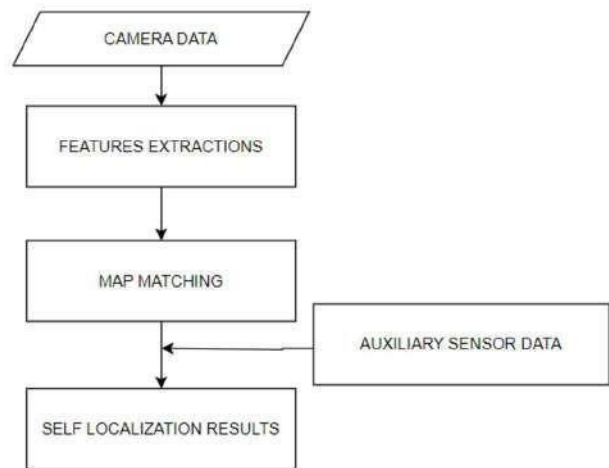 CAMERA DATA
FEATURES EXTRACTIONS
MAP MATCHING
AUXILIARY SENSOR DATA
SELF LOCALIZATION RESULTS